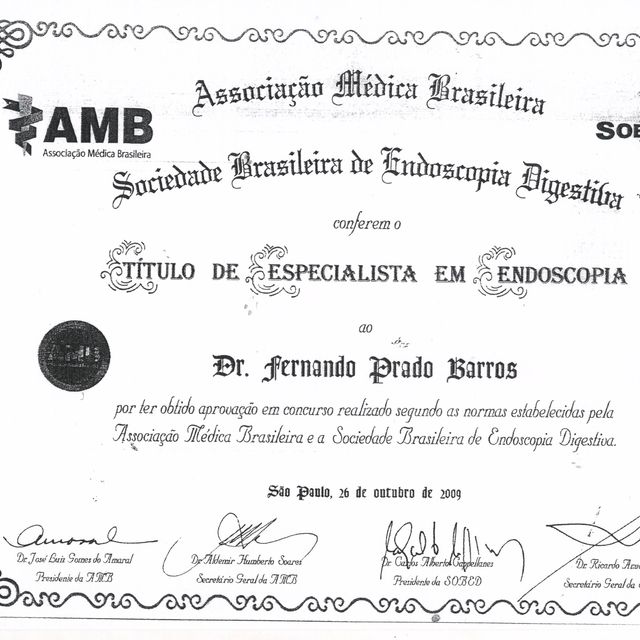 Associação Médica Brasileira
AMB
Associação Médica Brasileira
Sociedade Brasileira de Endoscopia Digestiva
conferem o
TÍTULO DE ESPECIALISTA EM ENDOSCOPIA
ao
Dr. Fernando Prado Barros
por ter obtido aprovação em concurso realizado segundo as normas estabelecidas pela
Associação Médica Brasileira e a Sociedade Brasileira de Endoscopia Digestiva.
São Paulo, 26 de outubro de 2009
Dr José Luis Gomes do Amaral
Presidente da AMB
Dr Aldemir Humberto Soares
Secretário Geral da AMB
Dr Carlos Alberto Cappellanes
Presidente da SOBED
Dr. Ricardo
Secretário Geral da